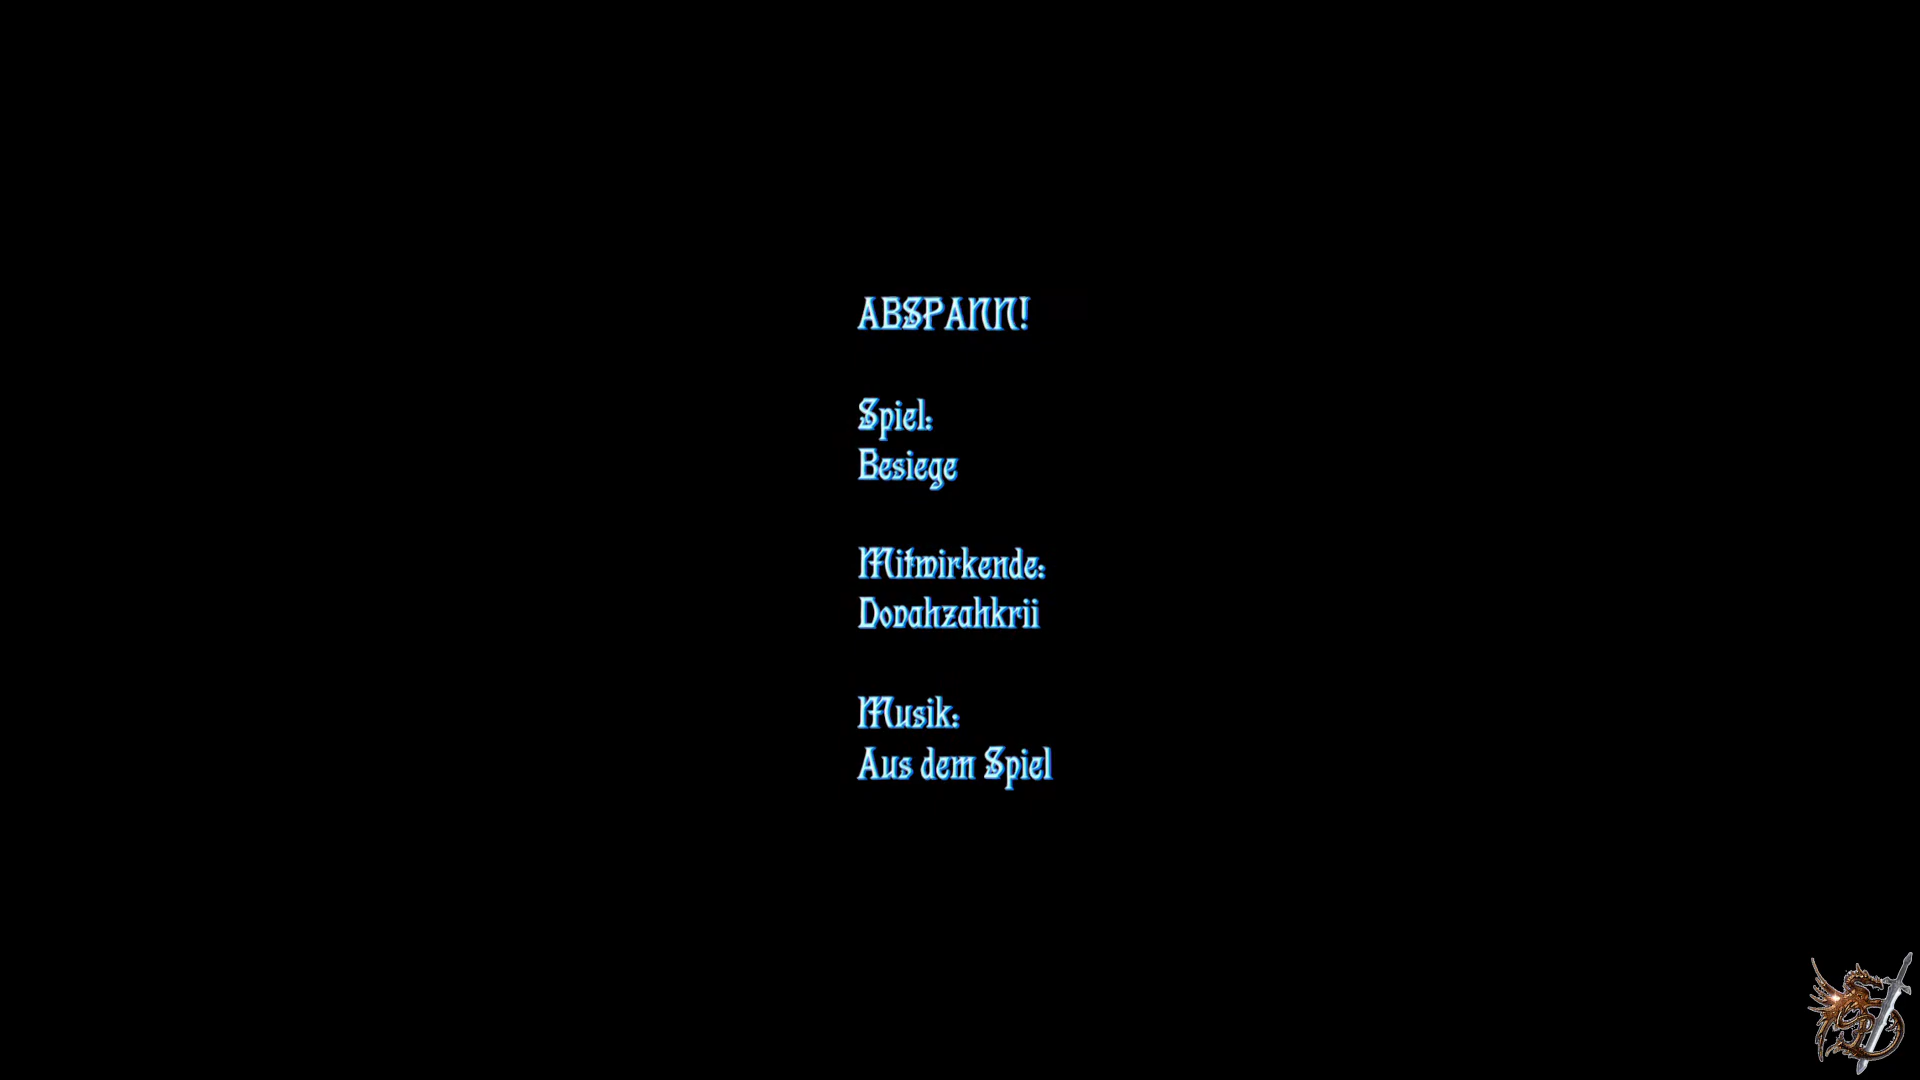 ABSPANN!
Spiel:
Besiege
Mitwirkende:
Dovahzahkrii
Musik:
Aus dem Spiel